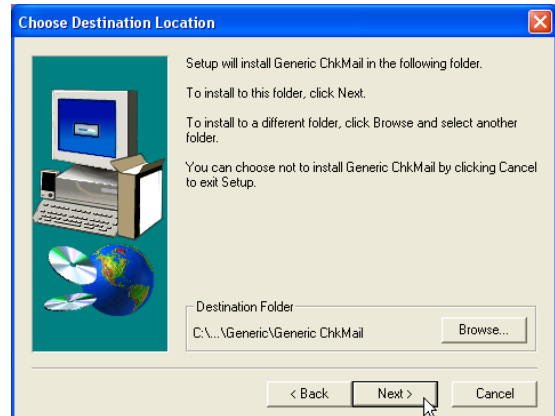 Choose Destination Location
Setup will install Generic ChkMail in the following folder.
To install to this folder, click Next.
To install to a different folder, click Browse and select another
folder.
You can choose not to install Generic ChkMail by clicking Cancel
to exit Setup.
Destination Folder
C:\...\Generic\Generic ChkMail
Browse...
< Back
Next >
Cancel